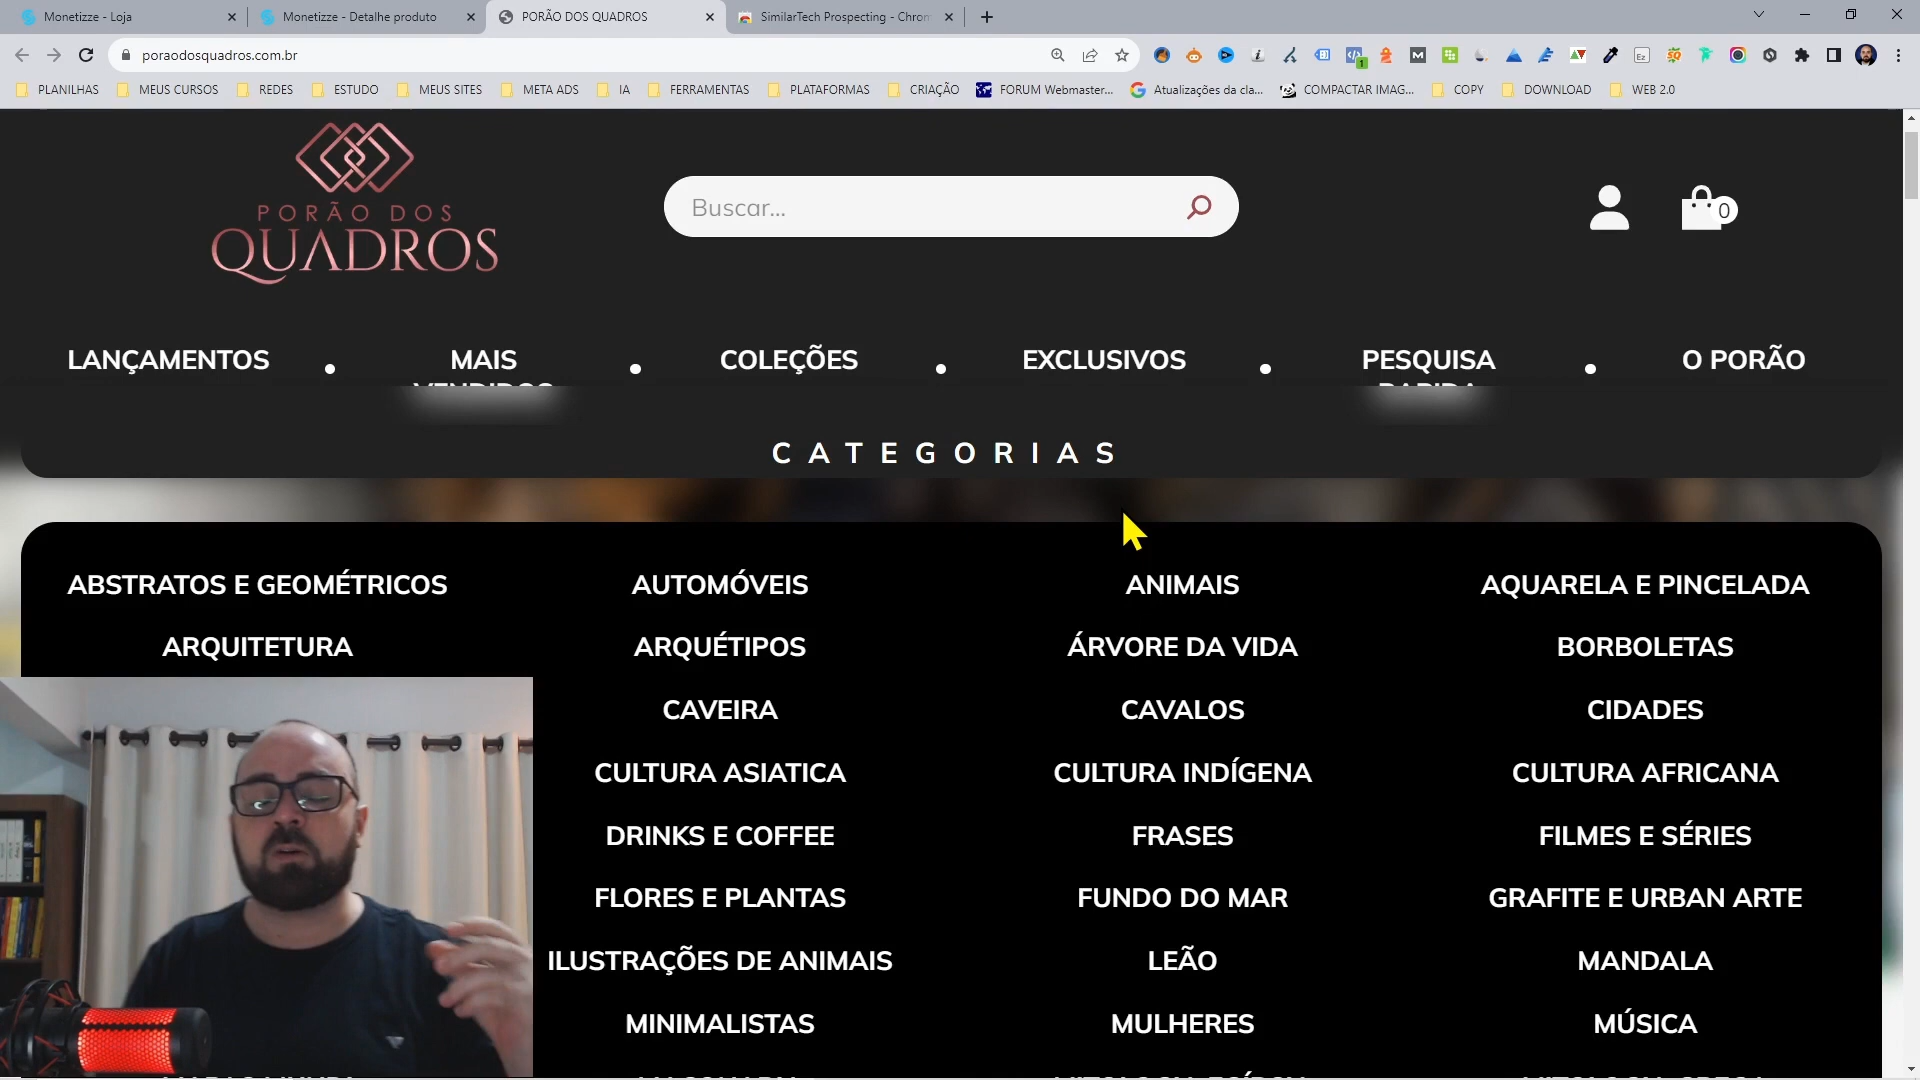 Monetizze - Loja
Monetizze - Detalhe produto
PORÃO DOS QUADROS
SimilarTech Prospecting - Chrom
poraodosquadros.com.br
PLANILHAS
MEUS CURSOS
REDES
ESTUDO
MEUS SITES
META ADS
IA
FERRAMENTAS
PLATAFORMAS
CRIAÇÃO
FORUM Webmaster...
Atualizações da cla...
COMPACTAR IMAG...
COPY
DOWNLOAD
WEB 2.0
PORÃO DOS
QUADROS
Buscar...
0
LANÇAMENTOS
MAIS
VENDIDOS
COLEÇÕES
EXCLUSIVOS
PESQUISA
RAPIDA
O PORÃO
CATEGORIAS
ABSTRATOS E GEOMÉTRICOS
AUTOMÓVEIS
ANIMAIS
AQUARELA E PINCELADA
ARQUITETURA
ARQUÉTIPOS
ÁRVORE DA VIDA
BORBOLETAS
CAVEIRA
CAVALOS
CIDADES
CULTURA ASIATICA
CULTURA INDÍGENA
CULTURA AFRICANA
DRINKS E COFFEE
FRASES
FILMES E SÉRIES
FLORES E PLANTAS
FUNDO DO MAR
GRAFITE E URBAN ARTE
ILUSTRAÇÕES DE ANIMAIS
LEÃO
MANDALA
MINIMALISTAS
MULHERES
MÚSICA